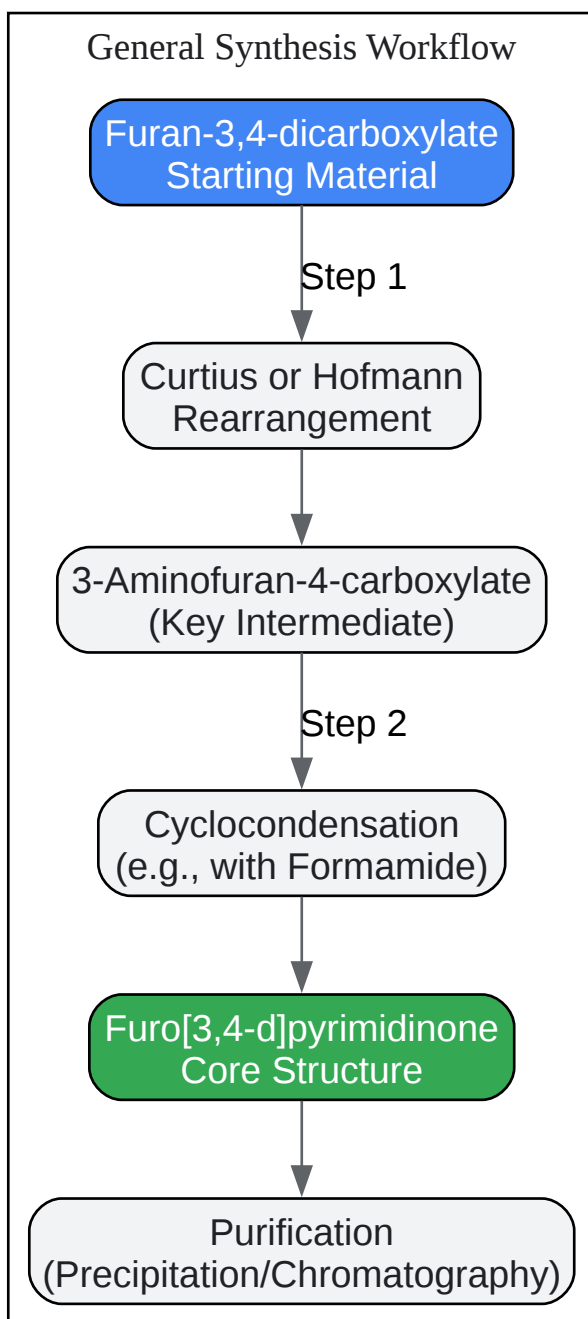 General Synthesis Workflow
Furan-3,4-dicarboxylate
Starting Material
Step 1
Curtius or Hofmann
Rearrangement
3-Aminofuran-4-carboxylate
(Key Intermediate)
Step 2
Cyclocondensation
(e.g., with Formamide)
Furo[3,4-d]pyrimidinone
Core Structure
Purification
(Precipitation/Chromatography)